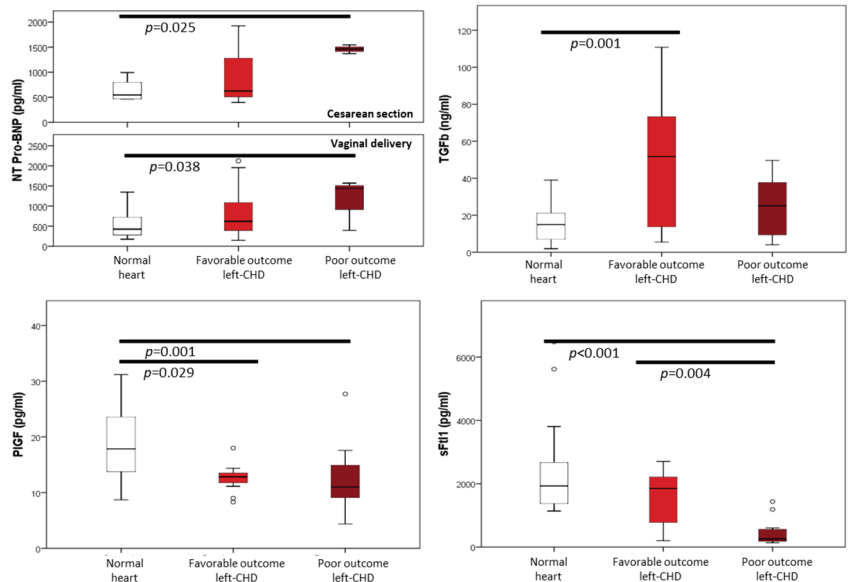 NT Pro-BNP (pg/ml)
2000
1500
1000
500
0
p=0.025
Cesarean section
2500
2000
1500
1000
500
0
p=0.038
Vaginal delivery
Normal
heart
Favorable outcome
left-CHD
Poor outcome
left-CHD
TGFb (ng/ml)
120
100
80
60
40
20
0
p=0.001
Normal
heart
Favorable outcome
left-CHD
Poor outcome
left-CHD
PlGF (pg/ml)
40
30
20
10
0
p=0.001
p=0.029
Normal
heart
Favorable outcome
left-CHD
Poor outcome
left-CHD
sFtl1 (pg/ml)
6000
4000
2000
0
p<0.001
p=0.004
Normal
heart
Favorable outcome
left-CHD
Poor outcome
left-CHD